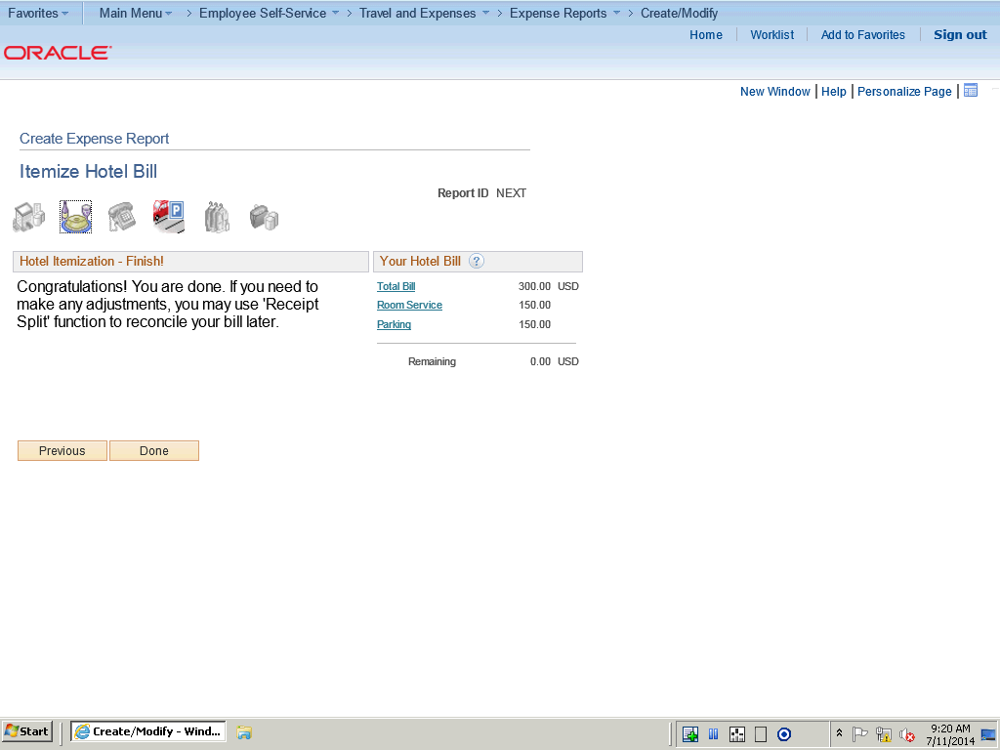 Favorites Main Menu > Employee Self-Service > Travel and Expenses > Expense Reports > Create/Modify
Home Worklist Add to Favorites Sign out
ORACLE
New Window Help Personalize Page
Create Expense Report
Itemize Hotel Bill
Report ID NEXT
P
Hotel Itemization - Finish!
Your Hotel Bill ?
Congratulations! You are done. If you need to
make any adjustments, you may use 'Receipt
Split' function to reconcile your bill later.
Total Bill 300.00 USD
Room Service 150.00
Parking 150.00
Remaining 0.00 USD
Previous Done
Start Create/Modify - Wind... 9:20 AM
7/11/2014